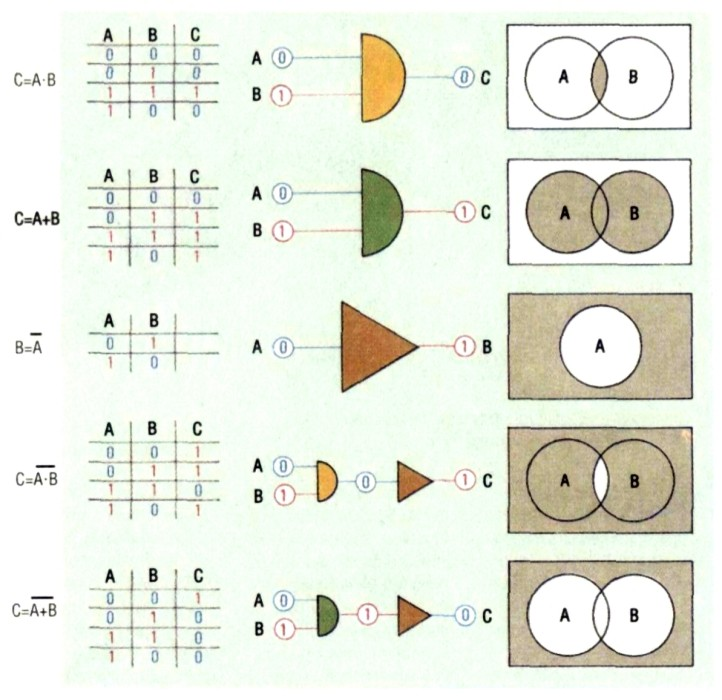 A B C
0 0 0
0 1 0
1 1 1
1 0 0
C=A·B
A 0
B 1
0 C
A B
A B C
0 0 0
0 1 1
1 1 1
1 0 1
C=A+B
A 0
B 1
1 C
A B
A B
0 1
1 0
B=A̅
A 0
1 B
A
A B C
0 0 1
0 1 1
1 1 0
1 0 1
C=A̅·̅B̅
A 0
B 1
0
1 C
A B
A B C
0 0 1
0 1 0
1 1 0
1 0 0
C=A̅+̅B̅
A 0
B 1
1
0 C
A B